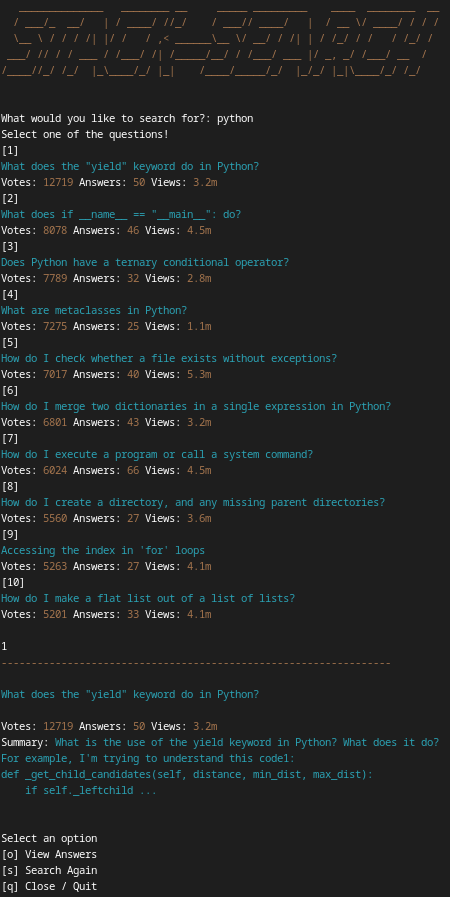 STACK-SEARCH
What would you like to search for?: python
Select one of the questions!
[1]
What does the "yield" keyword do in Python?
Votes: 12719 Answers: 50 Views: 3.2m
[2]
What does if __name__ == "__main__": do?
Votes: 8078 Answers: 46 Views: 4.5m
[3]
Does Python have a ternary conditional operator?
Votes: 7789 Answers: 32 Views: 2.8m
[4]
What are metaclasses in Python?
Votes: 7275 Answers: 25 Views: 1.1m
[5]
How do I check whether a file exists without exceptions?
Votes: 7017 Answers: 40 Views: 5.3m
[6]
How do I merge two dictionaries in a single expression in Python?
Votes: 6801 Answers: 43 Views: 3.2m
[7]
How do I execute a program or call a system command?
Votes: 6024 Answers: 66 Views: 4.5m
[8]
How do I create a directory, and any missing parent directories?
Votes: 5560 Answers: 27 Views: 3.6m
[9]
Accessing the index in 'for' loops
Votes: 5263 Answers: 27 Views: 4.1m
[10]
How do I make a flat list out of a list of lists?
Votes: 5201 Answers: 33 Views: 4.1m
1
-----------------------------------------------------------------
What does the "yield" keyword do in Python?
Votes: 12719 Answers: 50 Views: 3.2m
Summary: What is the use of the yield keyword in Python? What does it do?
For example, I'm trying to understand this code1:
def _get_child_candidates(self, distance, min_dist, max_dist):
    if self._leftchild ...
Select an option
[o] View Answers
[s] Search Again
[q] Close / Quit